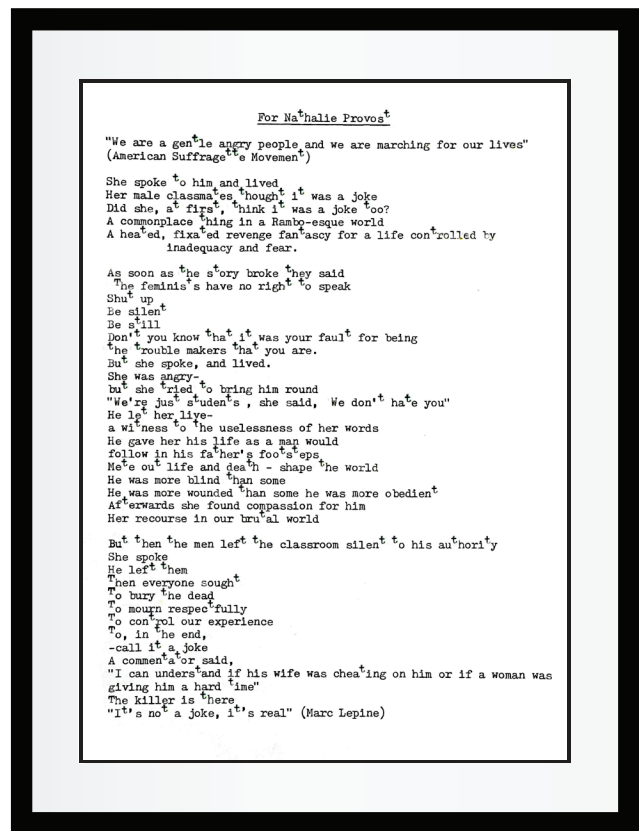 For Nathalie Provost
"We are a gentle angry people and we are marching for our lives"
(American Suffragette Movement)
She spoke to him and lived
Her male classmates thought it was a joke
Did she, at first, think it was a joke too?
A commonplace thing in a Rambo-esque world
A heated, fixated revenge fantascy for a life controlled by
inadequacy and fear.
As soon as the story broke they said
The feminists have no right to speak
Shut up
Be silent
Be still
Don't you know that it was your fault for being
the trouble makers that you are.
But she spoke, and lived.
She was angry-
but she tried to bring him round
"We're just students , she said, We don't hate you"
He let her live-
a witness to the uselessness of her words
He gave her his life as a man would
follow in his father's footsteps
Mete out life and death - shape the world
He was more blind than some
He was more wounded than some he was more obedient
Afterwards she found compassion for him
Her recourse in our brutal world
But then the men left the classroom silent to his authority
She spoke
He left them
Then everyone sought
To bury the dead
To mourn respectfully
To control our experience
To, in the end,
-call it a joke
A commentator said,
"I can understand if his wife was cheating on him or if a woman was
giving him a hard time"
The killer is there
"It's not a joke, it's real" (Marc Lepine)